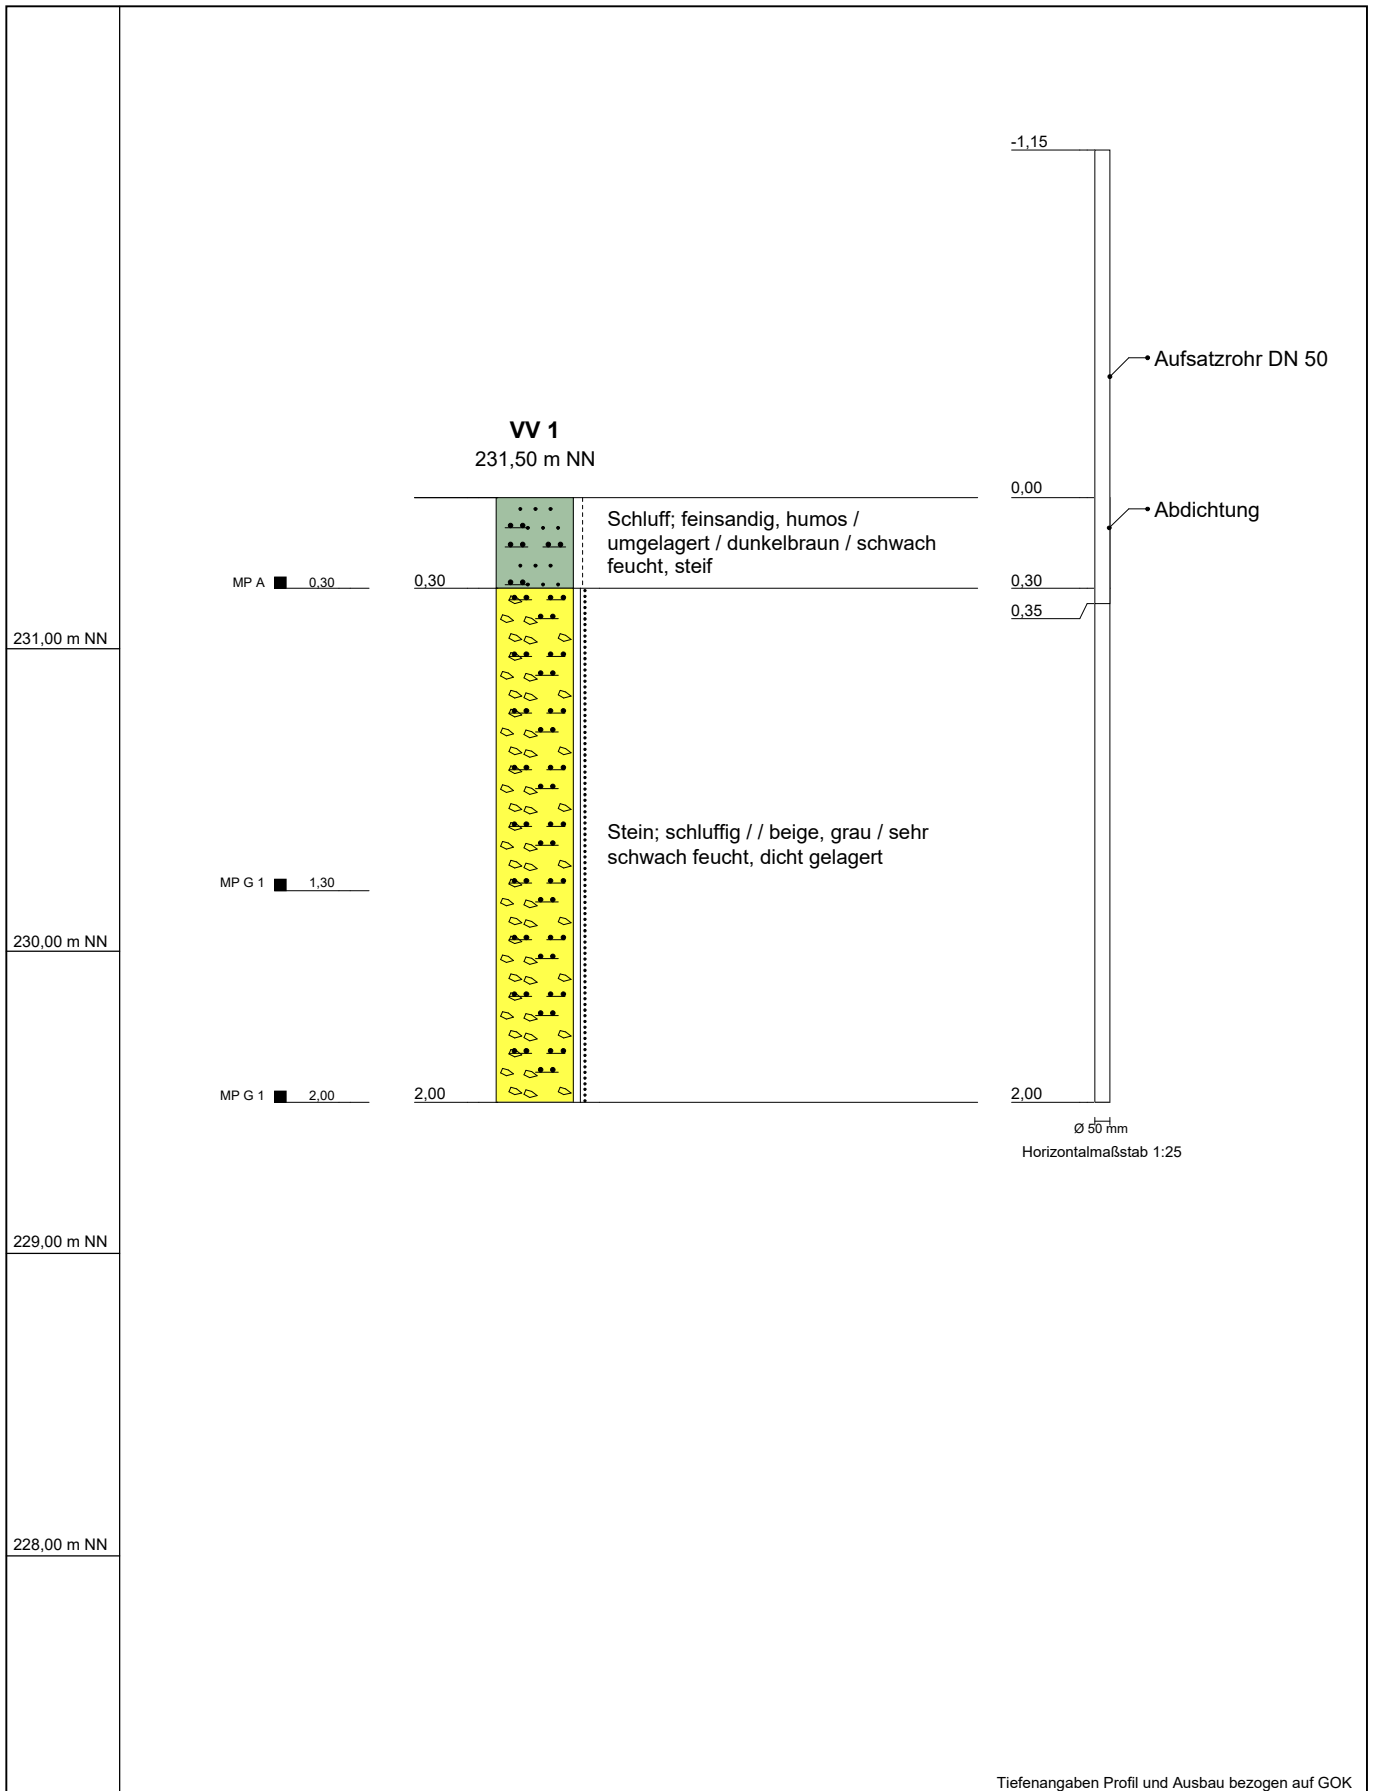 -1,15
Aufsatzrohr DN 50
VV 1
231,50 m NN
0,00
Abdichtung
Schluff; feinsandig, humos /
umgelagert / dunkelbraun / schwach
feucht, steif
MP A 0,30
0,30
0,30
0,35
231,00 m NN
Stein; schluffig / / beige, grau / sehr
schwach feucht, dicht gelagert
MP G 1 1,30
230,00 m NN
MP G 1 2,00
2,00
2,00
Ø 50 mm
Horizontalmaßstab 1:25
229,00 m NN
228,00 m NN
Tiefenangaben Profil und Ausbau bezogen auf GOK